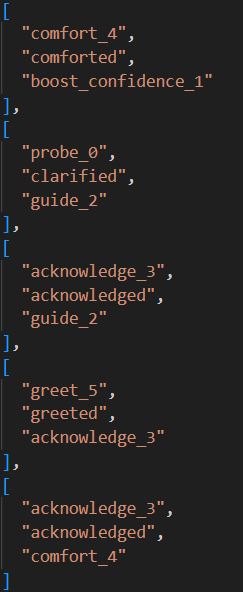 [
"comfort_4",
"comforted",
"boost_confidence_1"
],
[
"probe_0",
"clarified",
"guide_2"
],
[
"acknowledge_3",
"acknowledged",
"guide_2"
],
[
"greet_5",
"greeted",
"acknowledge_3"
],
[
"acknowledge_3",
"acknowledged",
"comfort_4"
]